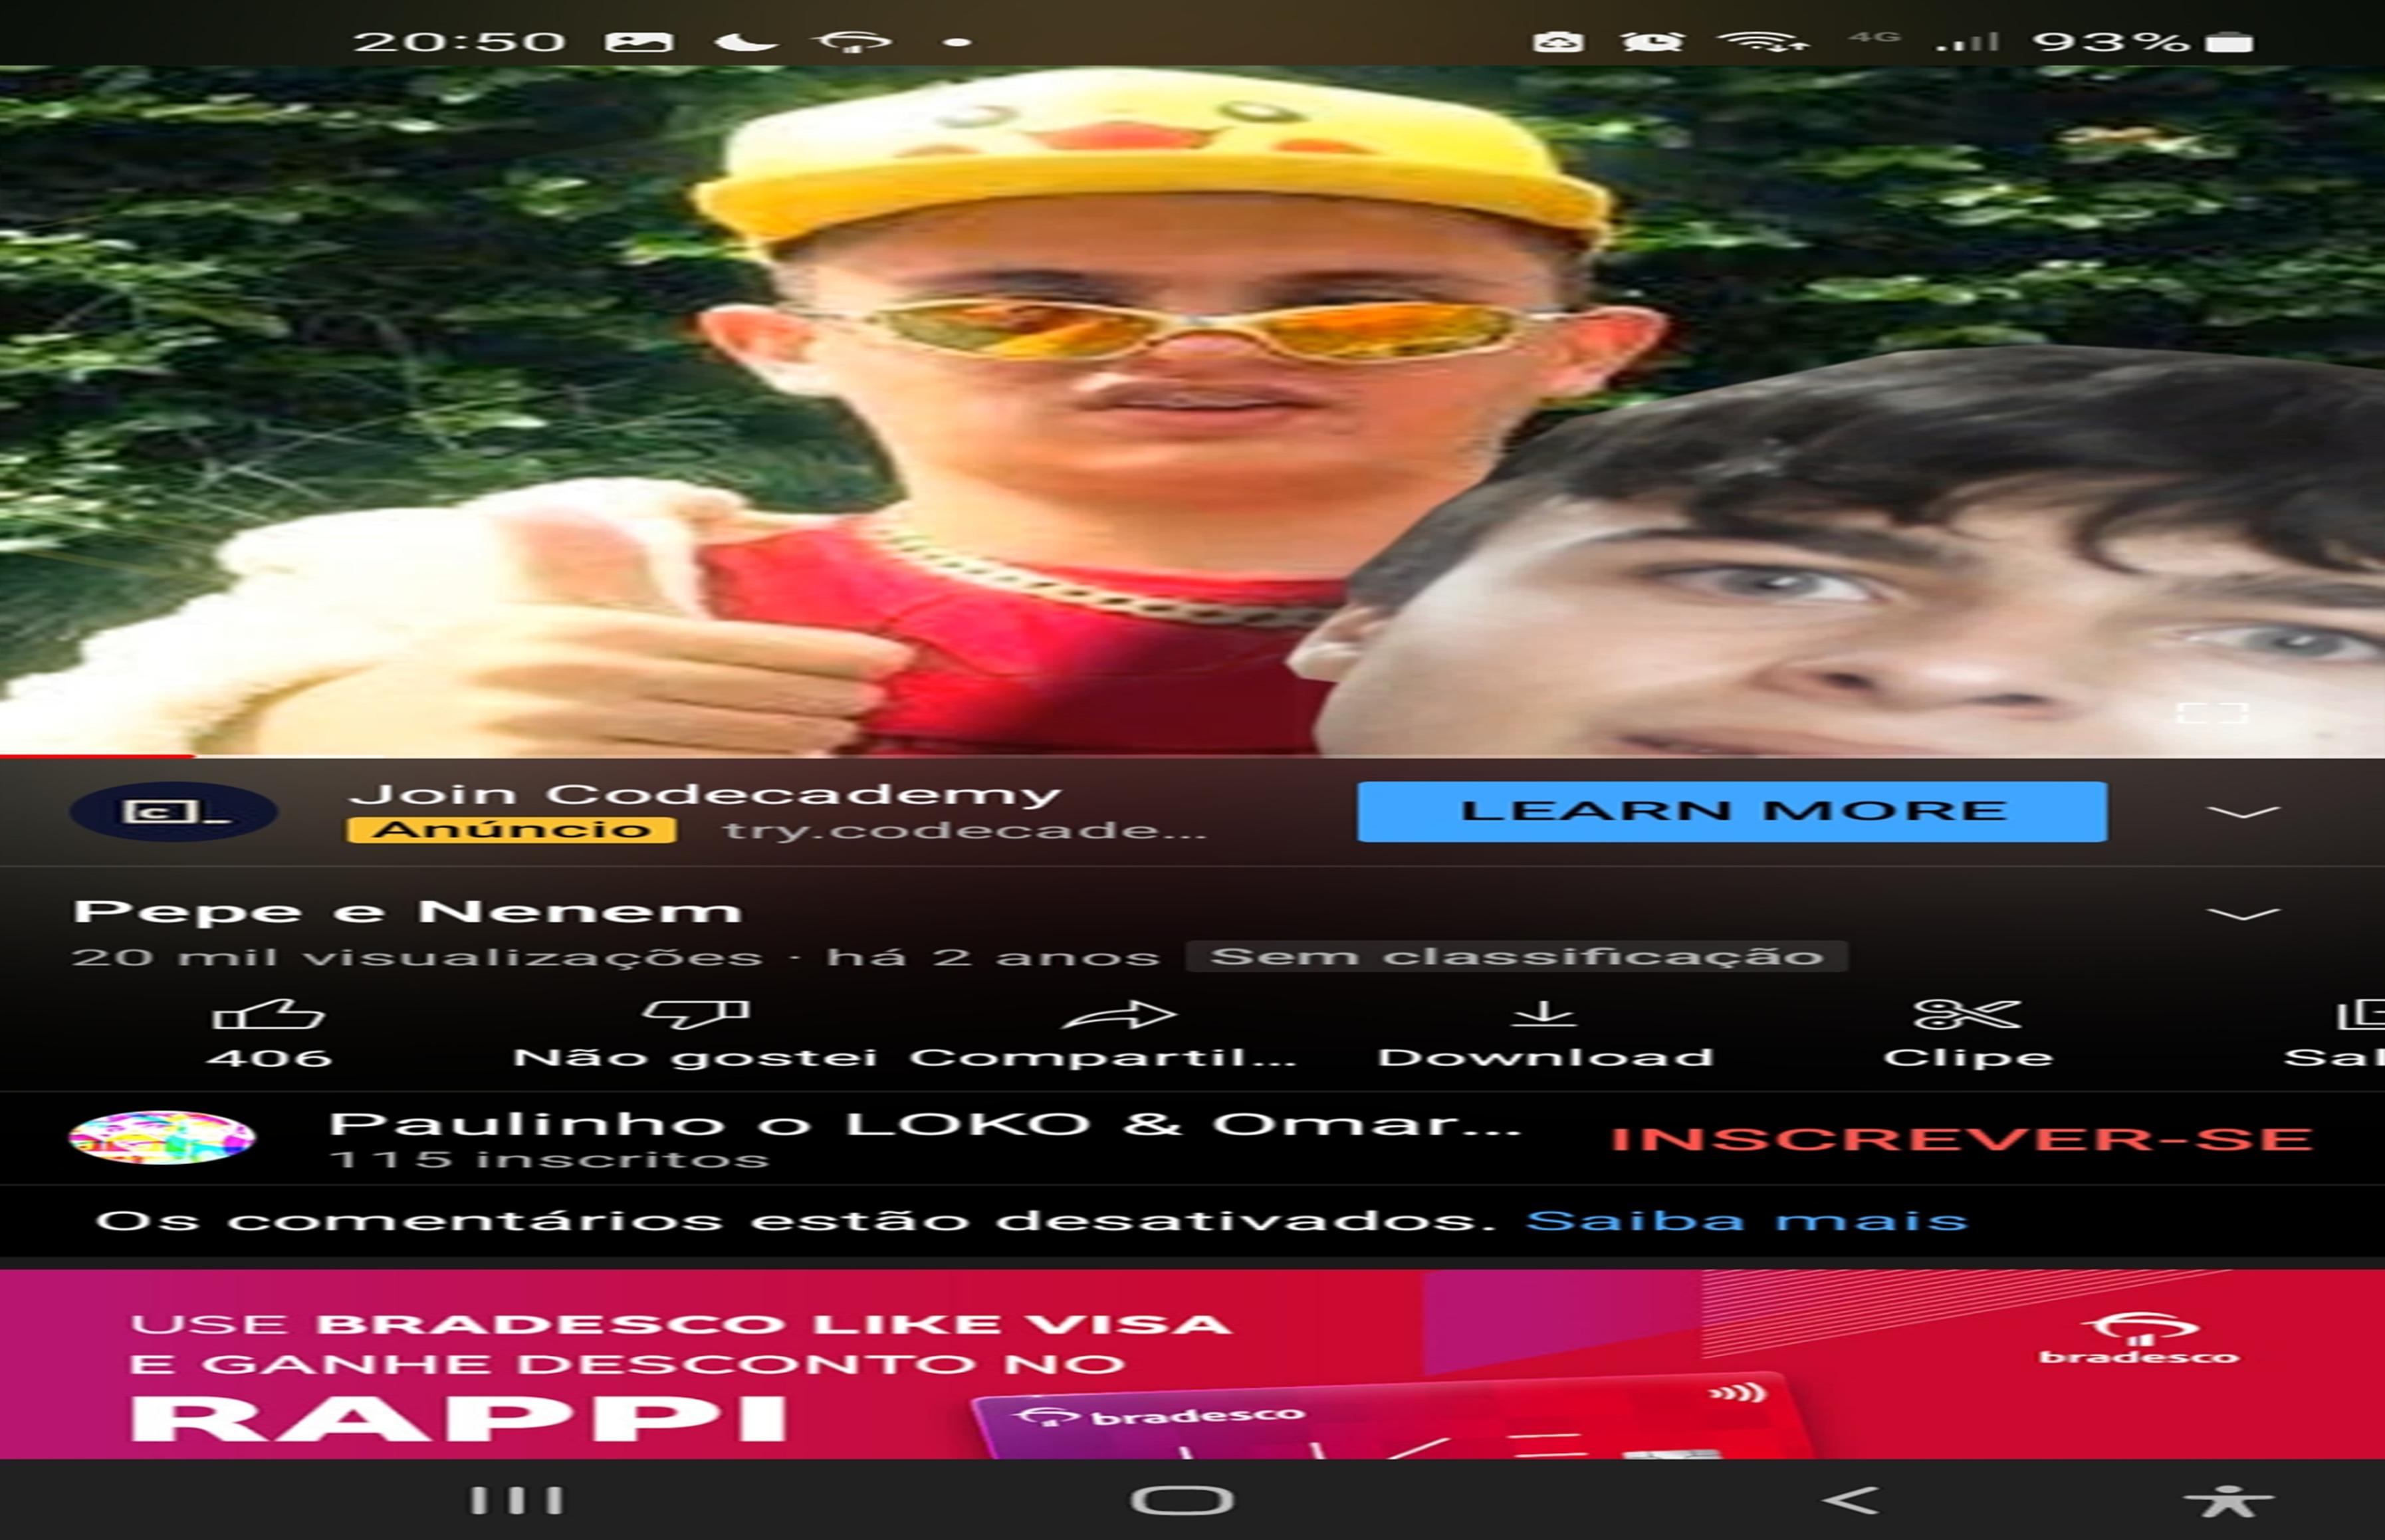 20:50
4G
93%
Join Codecademy
LEARN MORE
Anúncio try.codecade...
Pepe e Nenem
20 mil visualizações · há 2 anos Sem classificação
406 Não gostei Compartil... Download Clipe Sal
Paulinho o LOKO & Omar...
INSCREVER-SE
115 inscritos
Os comentários estão desativados. Saiba mais
USE BRADESCO LIKE VISA
E GANHE DESCONTO NO
RAPPI
bradesco
bradesco